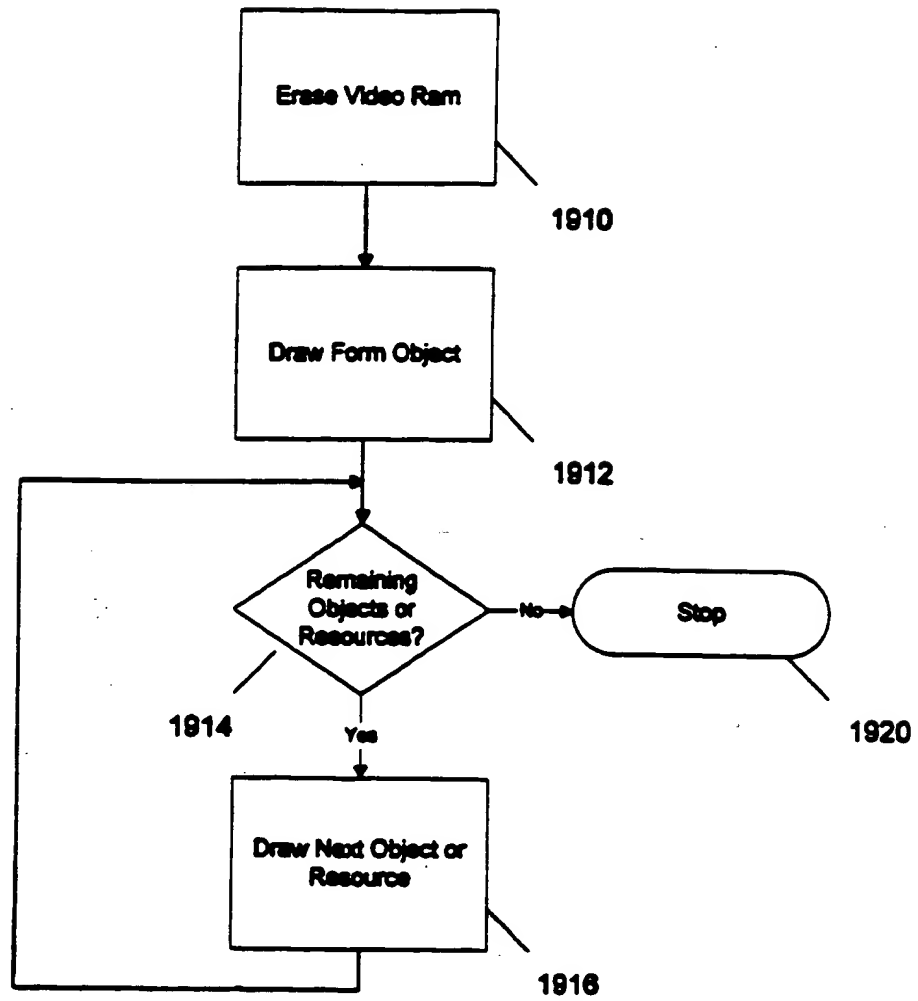 Erase Video Ram
1910
Draw Form Object
1912
Remaining
Objects or
Resources?
No
Stop
1914
1920
Yes
Draw Next Object or
Resource
1916